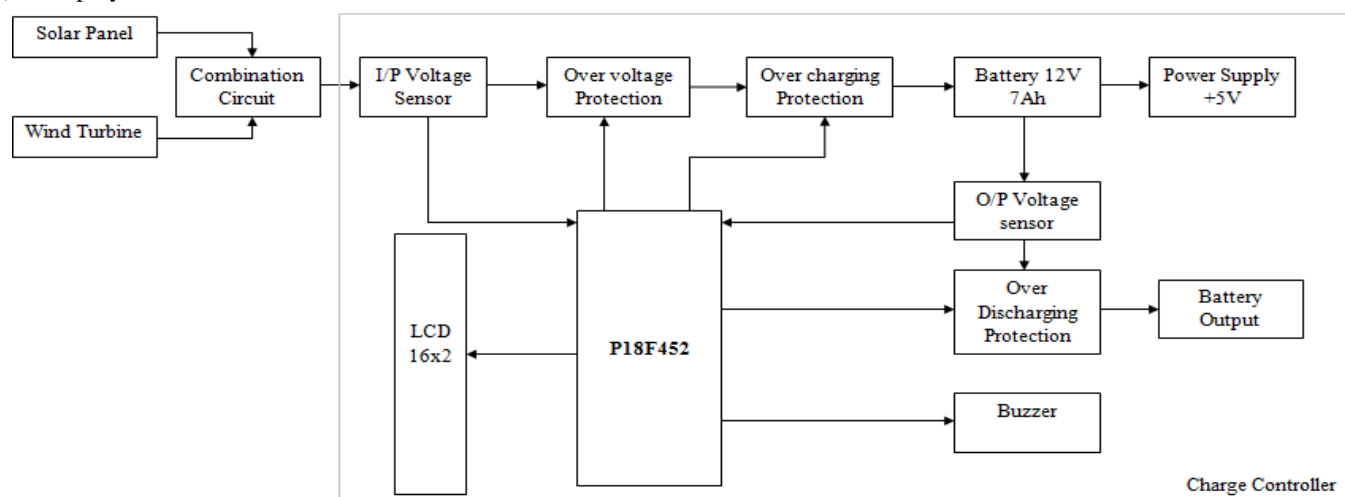 Solar Panel
Wind Turbine
Combination
Circuit
I/P Voltage
Sensor
Over voltage
Protection
Over charging
Protection
Battery 12V
7Ah
Power Supply
+5V
O/P Voltage
sensor
Over
Discharging
Protection
Battery
Output
LCD
16x2
P18F452
Buzzer
Charge Controller